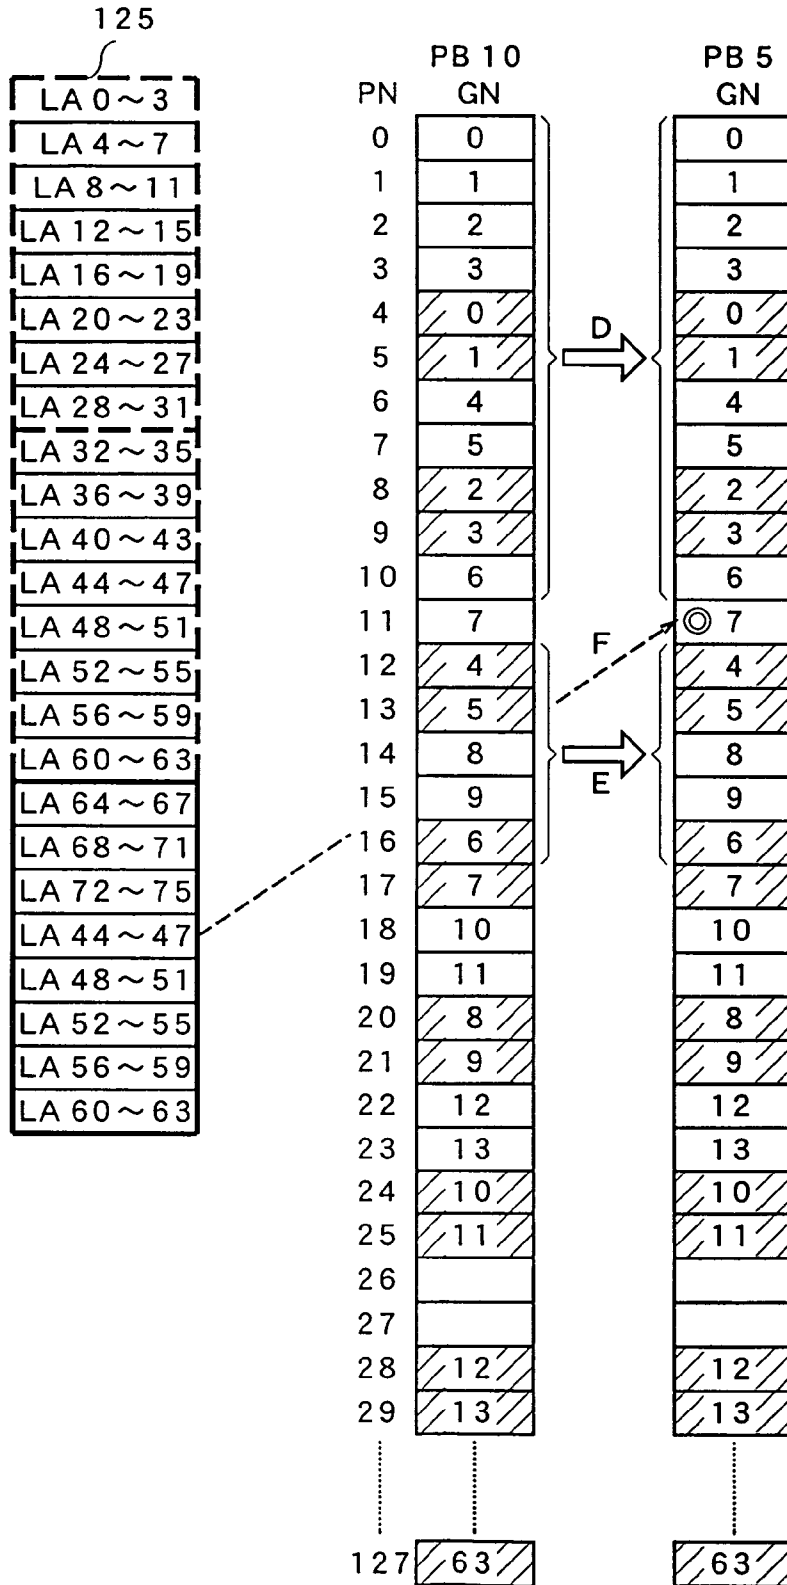 125
LA 0～3
LA 4～7
LA 8～11
LA 12～15
LA 16～19
LA 20～23
LA 24～27
LA 28～31
LA 32～35
LA 36～39
LA 40～43
LA 44～47
LA 48～51
LA 52～55
LA 56～59
LA 60～63
LA 64～67
LA 68～71
LA 72～75
LA 44～47
LA 48～51
LA 52～55
LA 56～59
LA 60～63
PB 10 PB 5
PN GN GN
0 0 0
1 1 1
2 2 2
3 3 3
4 0 0
D
5 1 1
6 4 4
7 5 5
8 2 2
9 3 3
10 6 6
11 7 ◎ 7
F
12 4 4
13 5 5
14 8 8
E
15 9 9
16 6 6
17 7 7
18 10 10
19 11 11
20 8 8
21 9 9
22 12 12
23 13 13
24 10 10
25 11 11
26
27
28 12 12
29 13 13
127 63 63